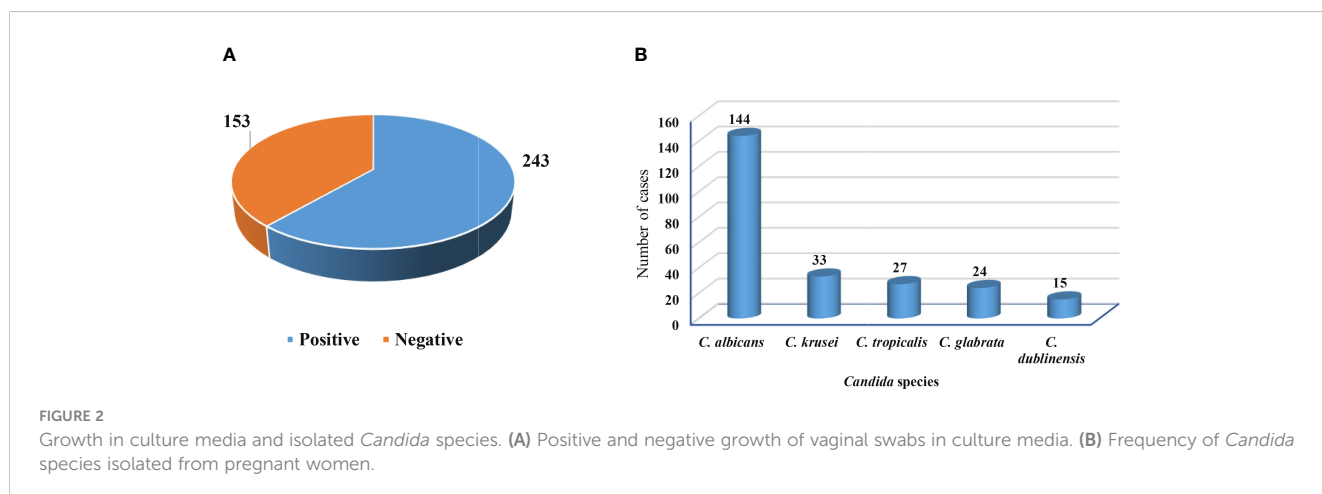 A
153
243
Positive Negative
B
Number of cases
160
140
120
100
80
60
40
20
0
144
33
27
24
15
C. albicans C. krusei C. tropicalis C. glabrata C.
dublinensis
Candida species
FIGURE 2
Growth in culture media and isolated Candida species. (A) Positive and negative growth of vaginal swabs in culture media. (B) Frequency of Candida
species isolated from pregnant women.